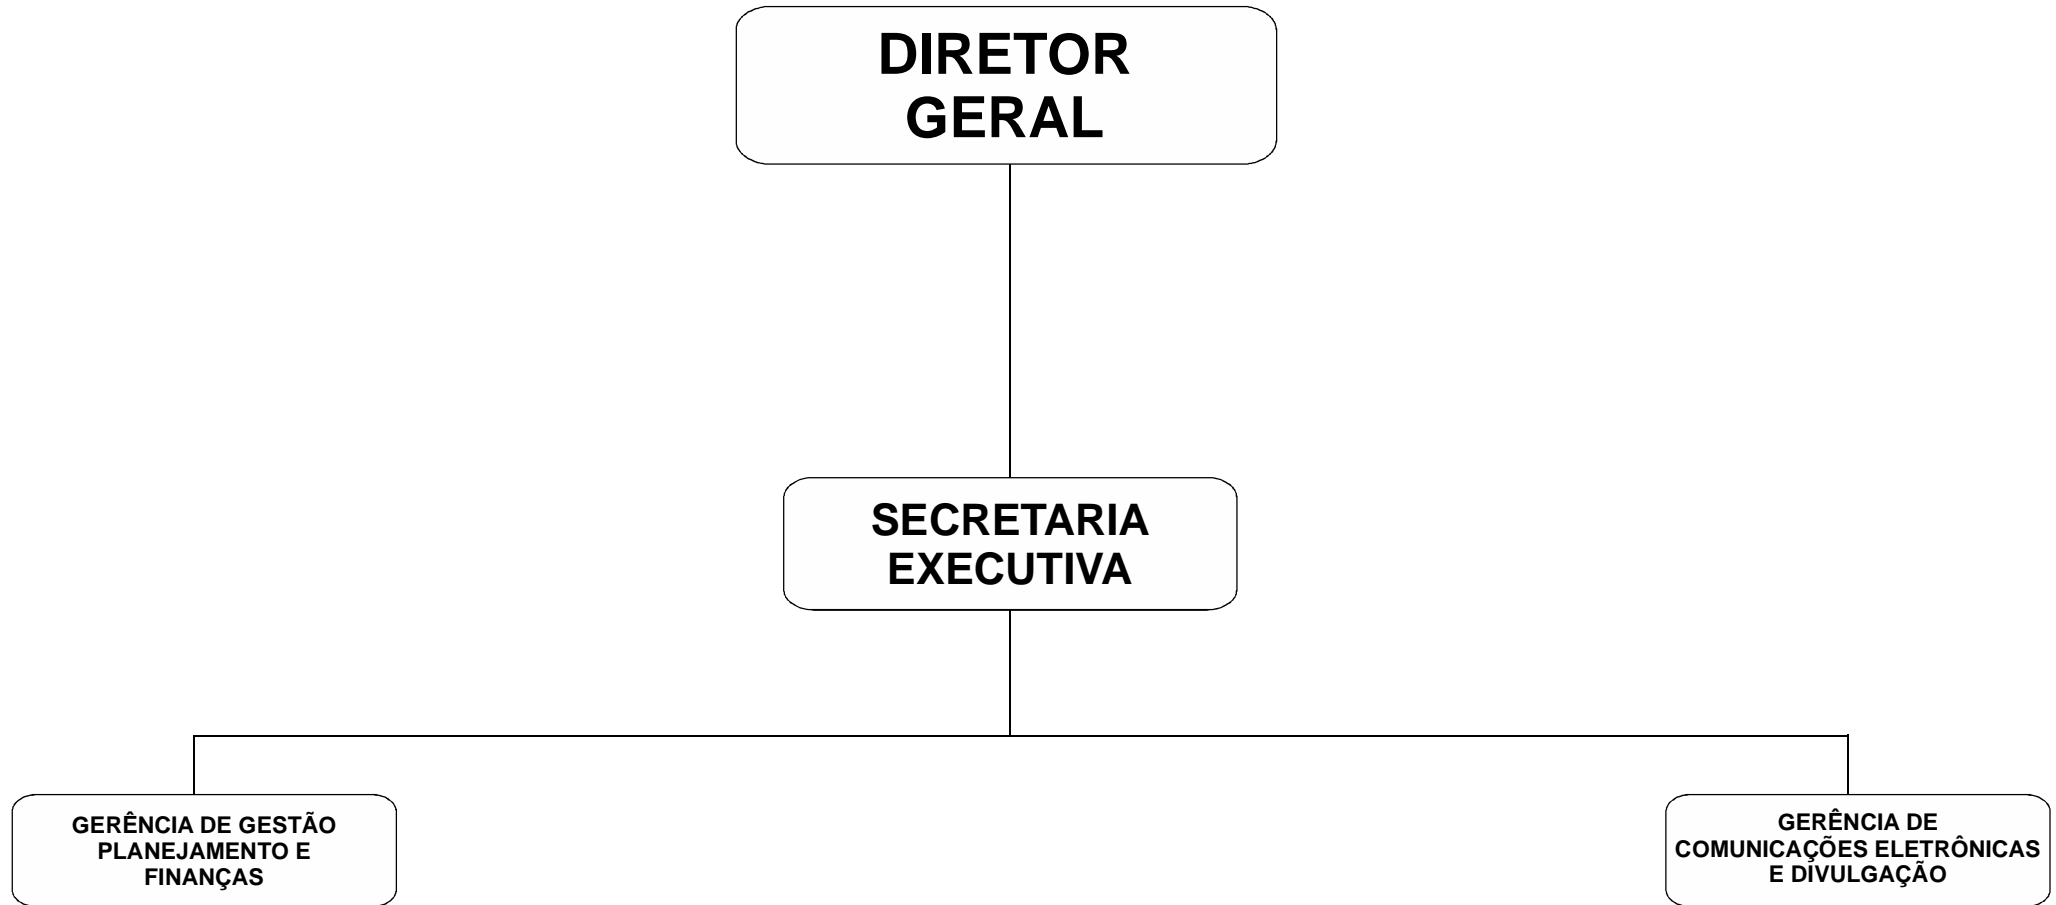 DIRETOR
GERAL
SECRETARIA
EXECUTIVA
GERÊNCIA DE GESTÃO
PLANEJAMENTO E
FINANÇAS
GERÊNCIA DE
COMUNICAÇÕES ELETRÔNICAS
E DIVULGAÇÃO